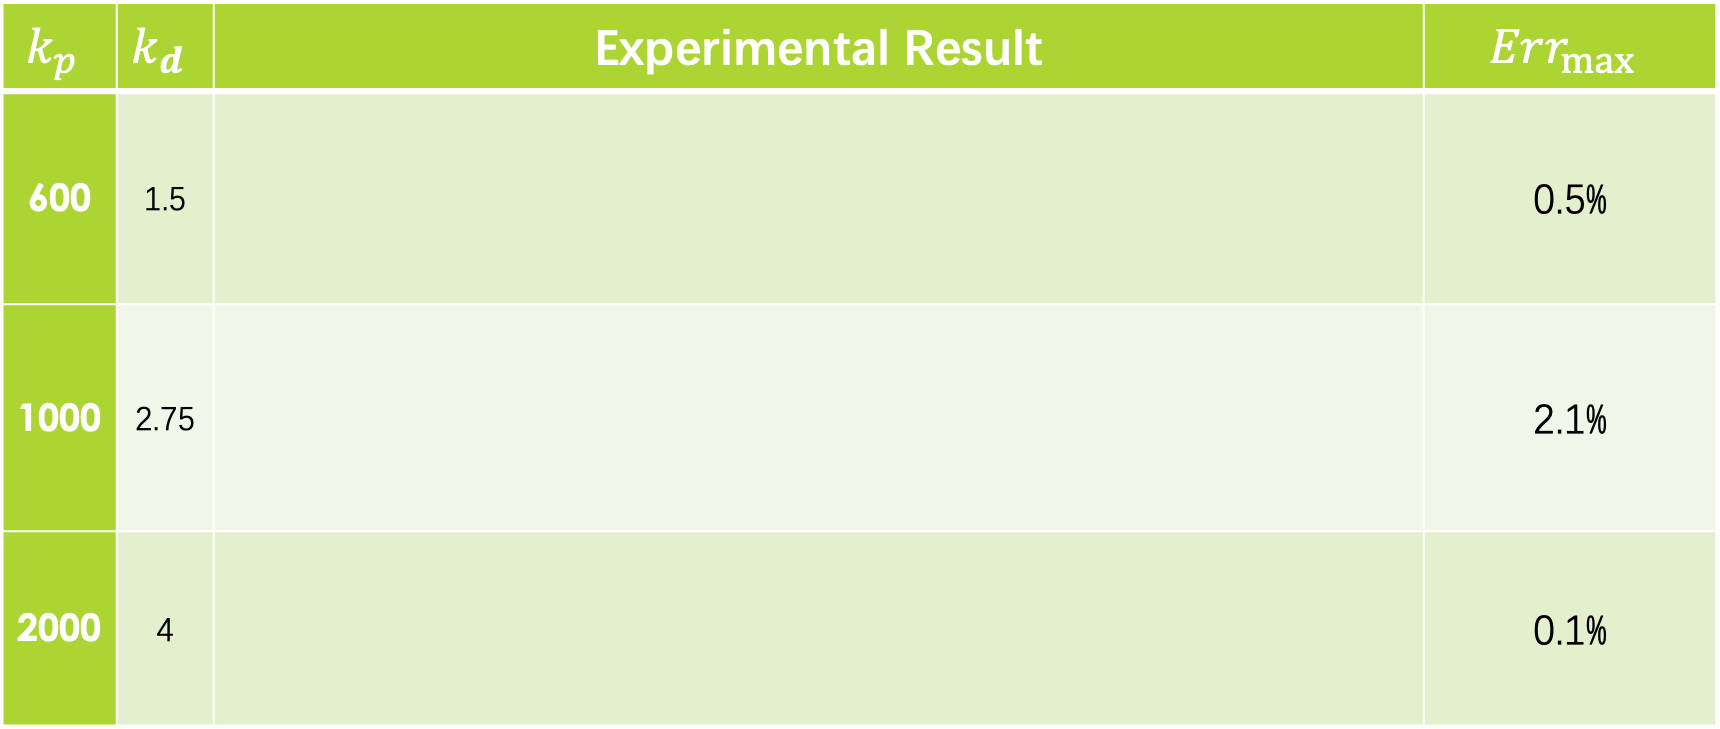 k_p k_d Experimental Result Err_max
600 1.5 0.5%
1000 2.75 2.1%
2000 4 0.1%